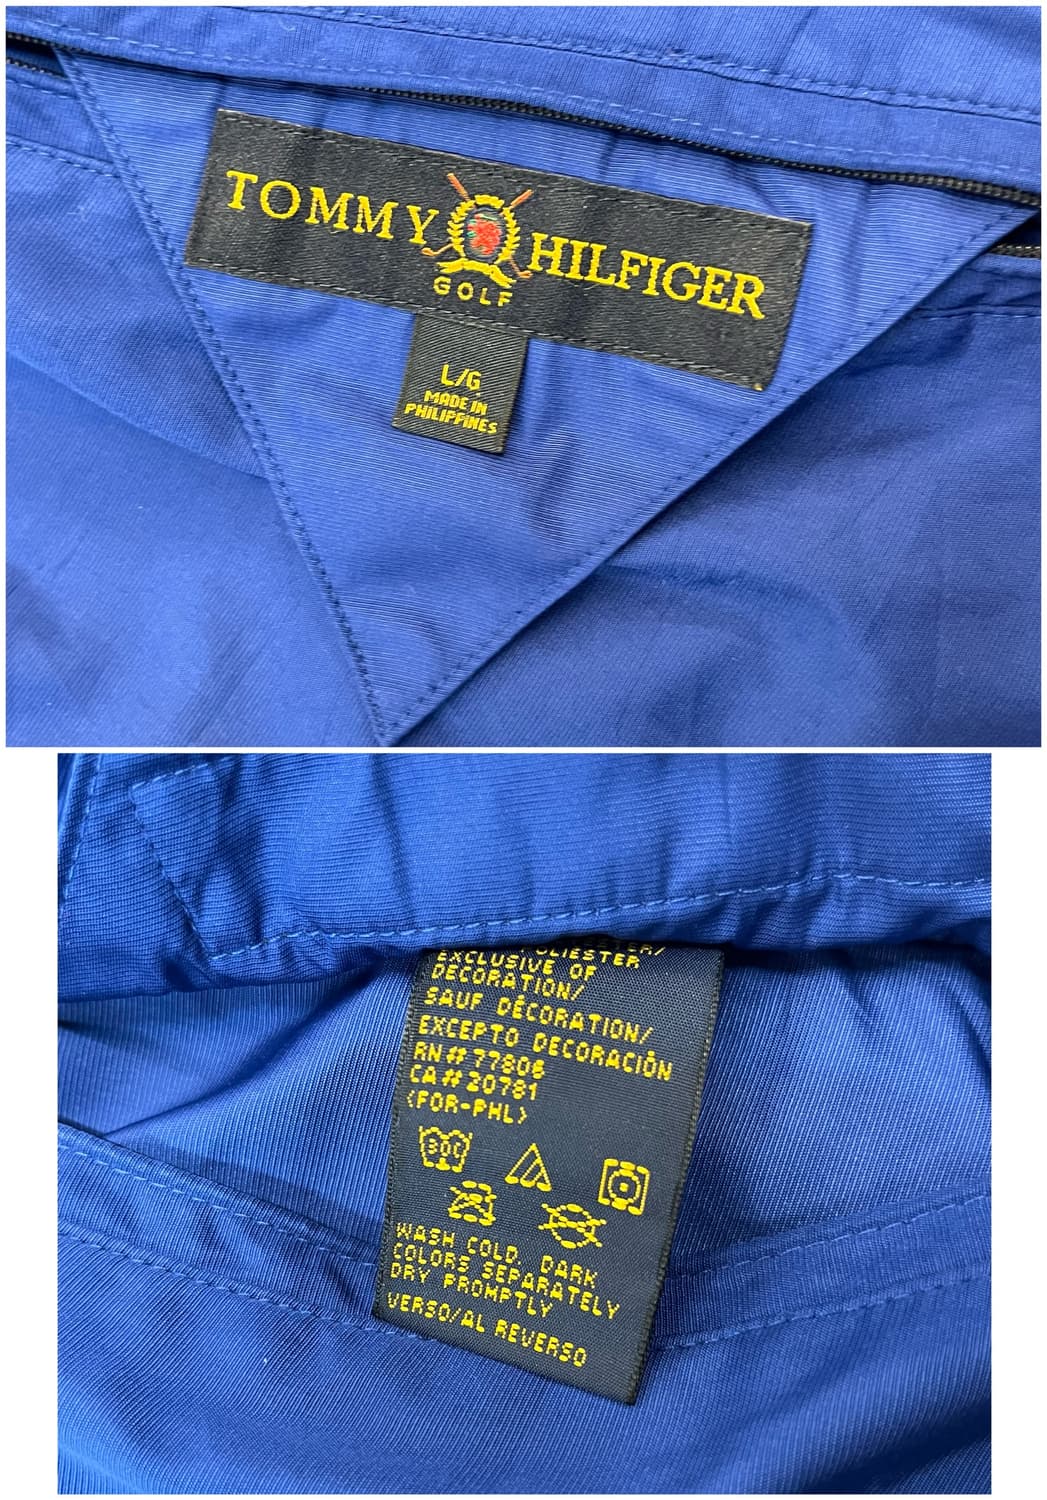 TOMMY HILFIGER
GOLF
L/G
MADE IN
PHILIPPINES
EXCLUSIVE OF
DECORATION/
SAUF DÉCORATION/
EXCEPTO DECORACIÓN
RN# 77806
CA# 20781
(FOR-PHL)
30C
WASH COLD, DARK
COLORS SEPARATELY
DRY PROMPTLY
VERSO/AL REVERSO